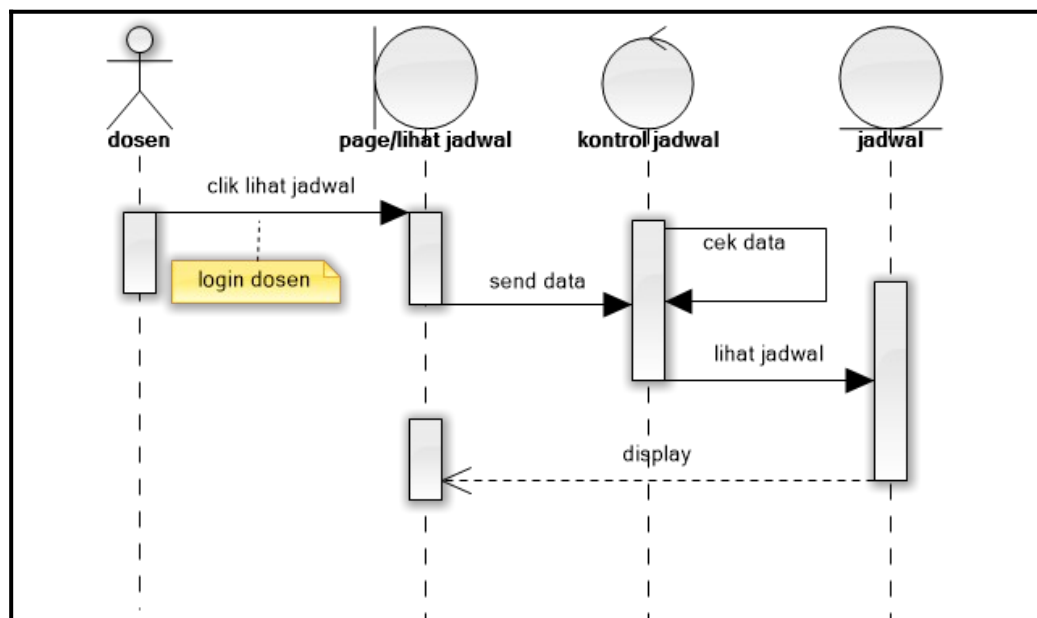 dosen
page/lihat jadwal
kontrol jadwal
jadwal
clik lihat jadwal
cek data
login dosen
send data
lihat jadwal
display